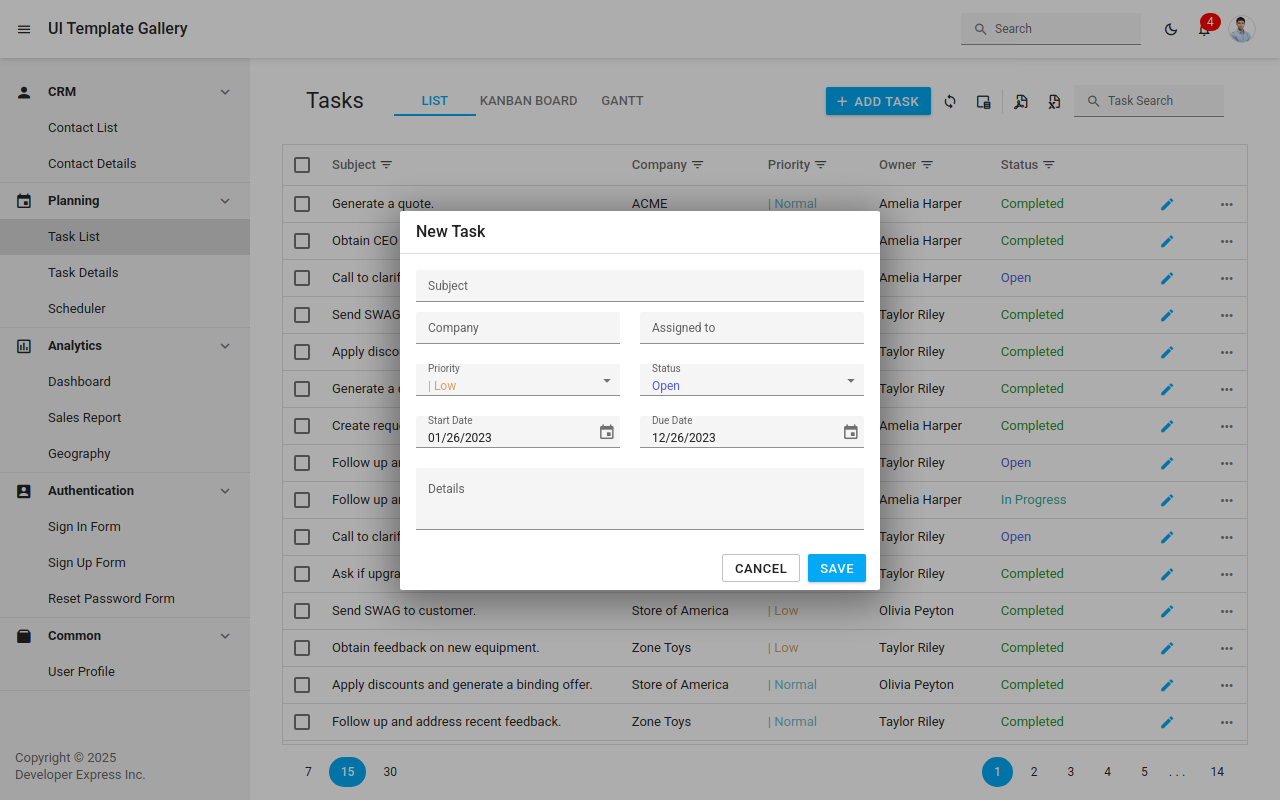 UI Template Gallery
Search
4
CRM
Contact List
Contact Details
Planning
Task List
Task Details
Scheduler
Analytics
Dashboard
Sales Report
Geography
Authentication
Sign In Form
Sign Up Form
Reset Password Form
Common
User Profile
Copyright © 2025
Developer Express Inc.
Tasks
LIST
KANBAN BOARD
GANTT
ADD TASK
Task Search
Subject Company Priority Owner Status
Generate a quote. ACME | Normal Amelia Harper Completed
Obtain CEO Amelia Harper Completed
Call to clarif Amelia Harper Open
Send SWAG Taylor Riley Completed
Apply disco Taylor Riley Completed
Generate a Taylor Riley Completed
Create requ Amelia Harper Completed
Follow up a Taylor Riley Open
Follow up a Amelia Harper In Progress
Call to clarif Taylor Riley Open
Ask if upgra Taylor Riley Completed
Send SWAG to customer. Store of America | Low Olivia Peyton Completed
Obtain feedback on new equipment. Zone Toys | Low Taylor Riley Completed
Apply discounts and generate a binding offer. Store of America | Normal Olivia Peyton Completed
Follow up and address recent feedback. Zone Toys | Normal Taylor Riley Completed
7 15 30
1 2 3 4 5 ... 14
New Task
Subject
Company
Assigned to
Priority
| Low
Status
Open
Start Date
01/26/2023
Due Date
12/26/2023
Details
CANCEL
SAVE